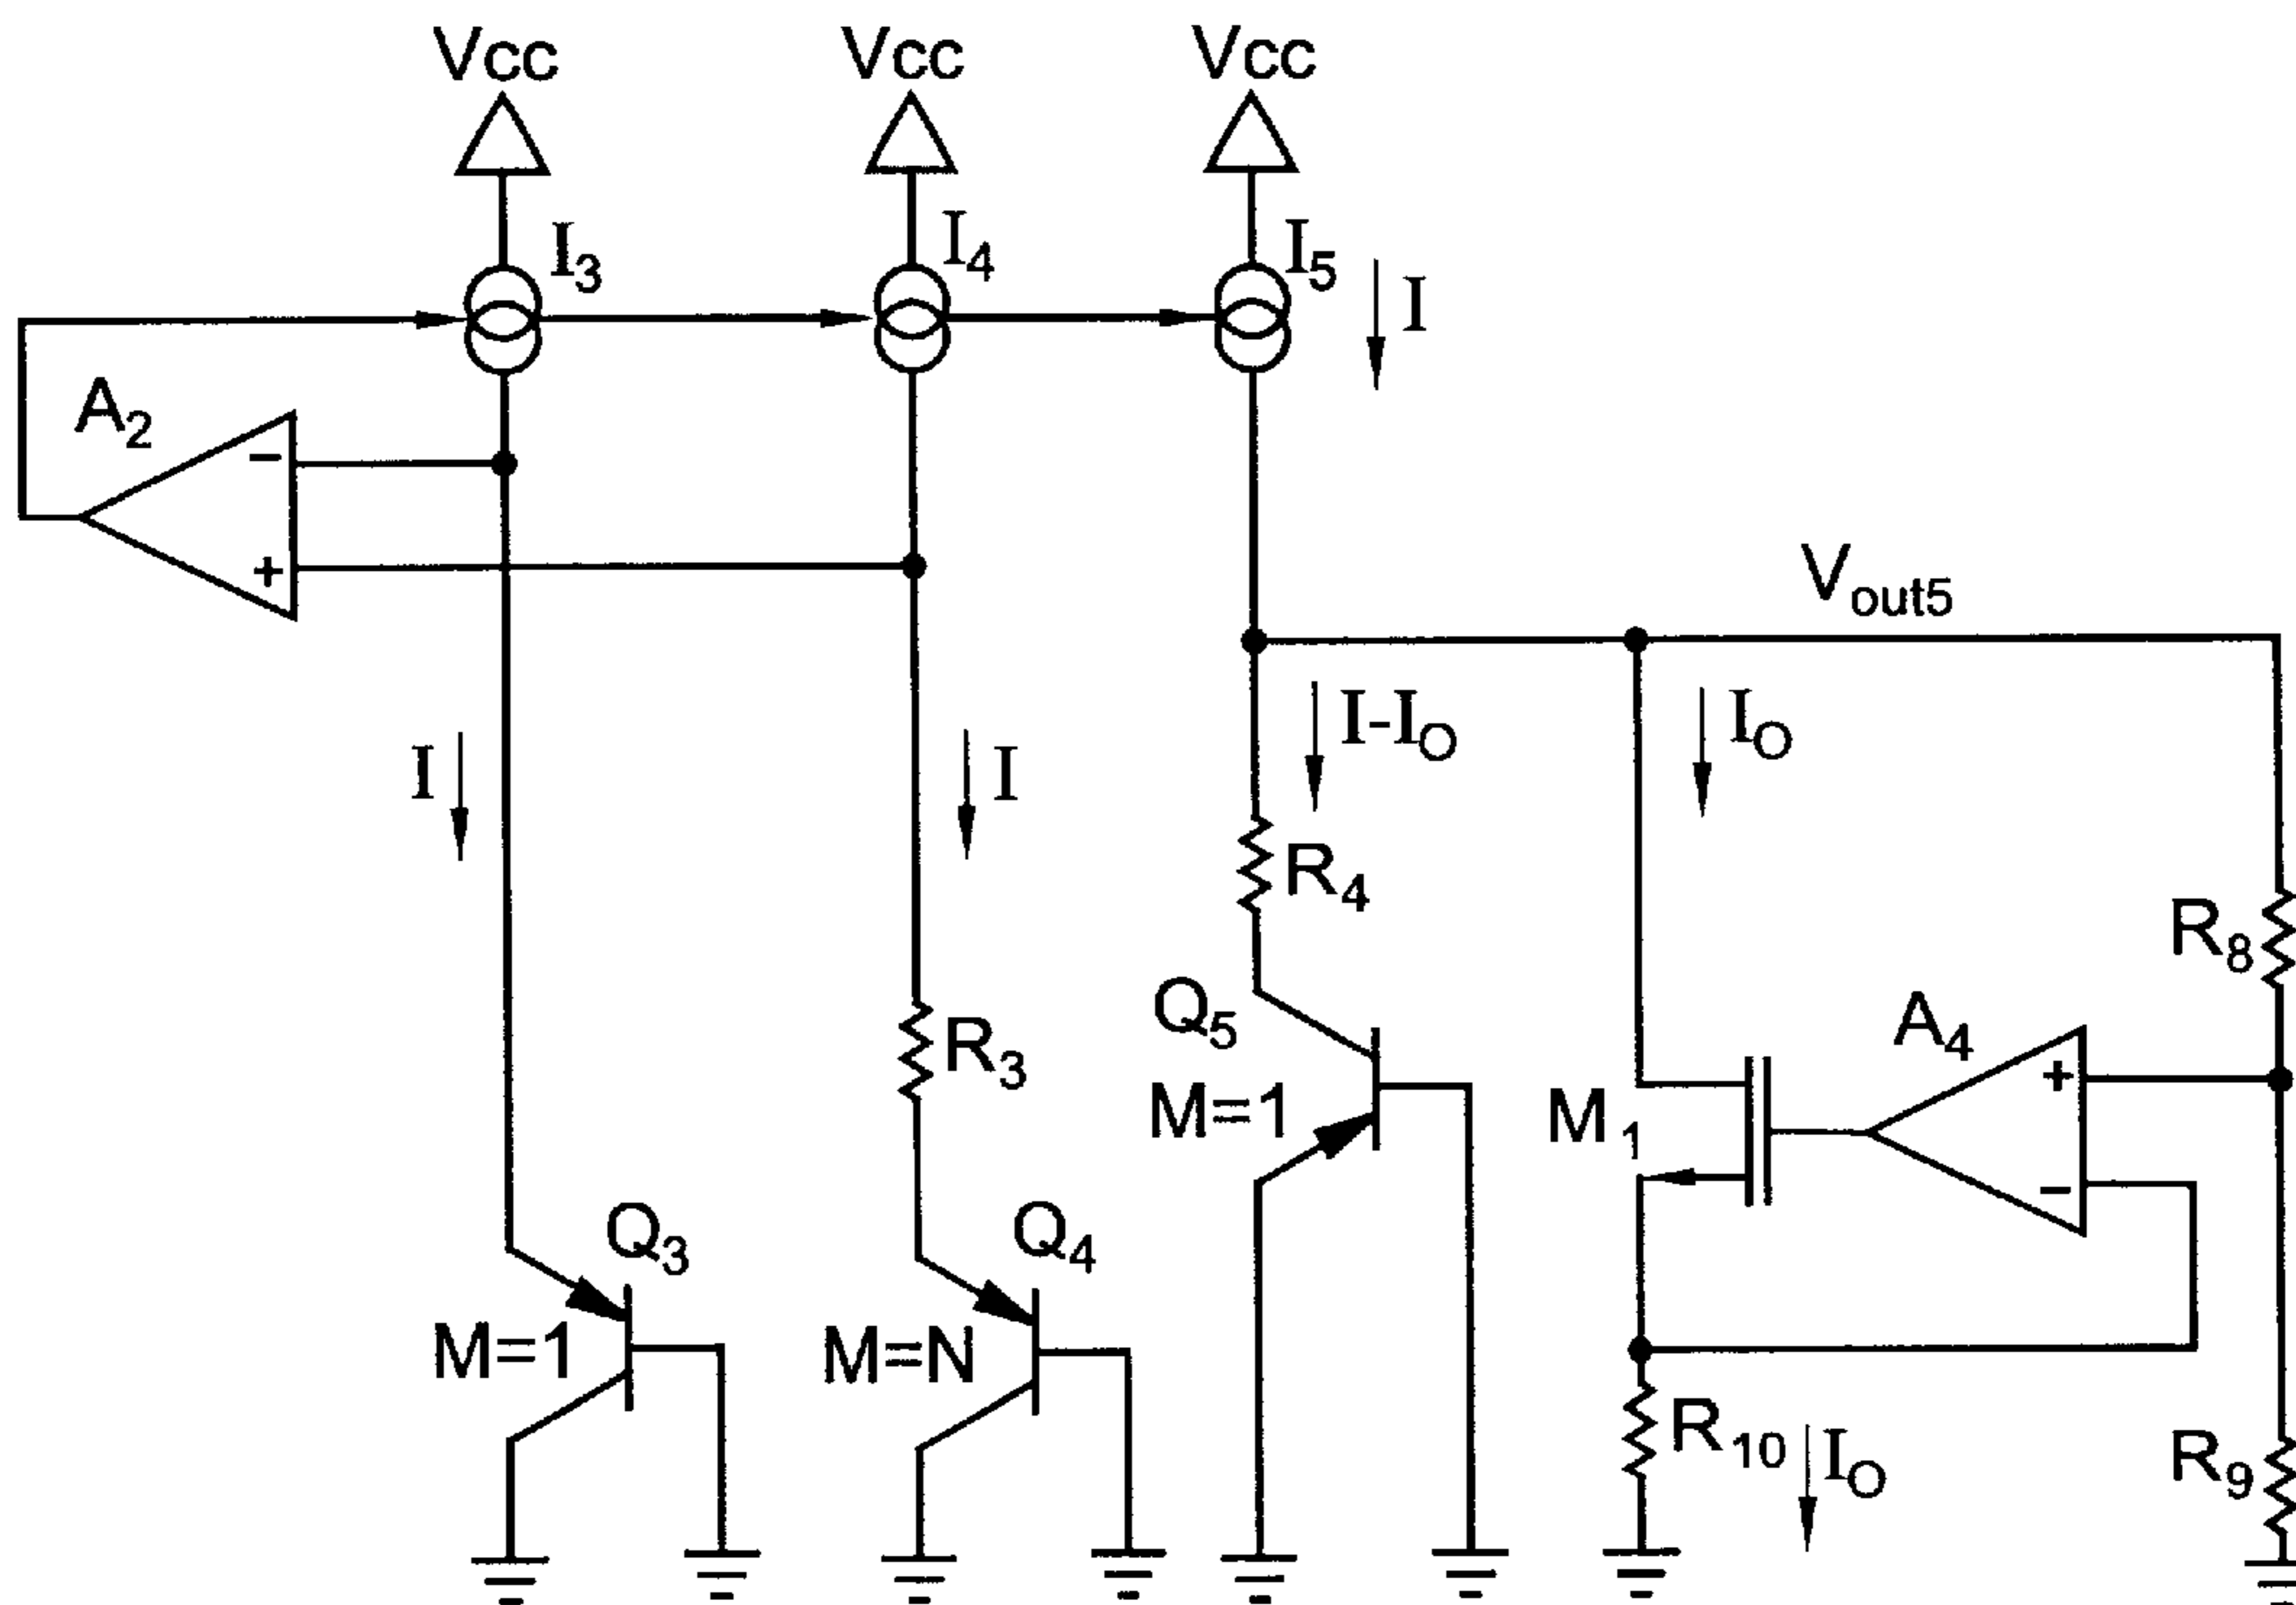 Vcc Vcc Vcc
I3 I4 I5 I
A2
−
+
Vout5
I I I-IO IO
R4
R8
R3
Q5
M=1
M1
A4
+
−
Q3 Q4
M=1 M=N
R10 IO
R9